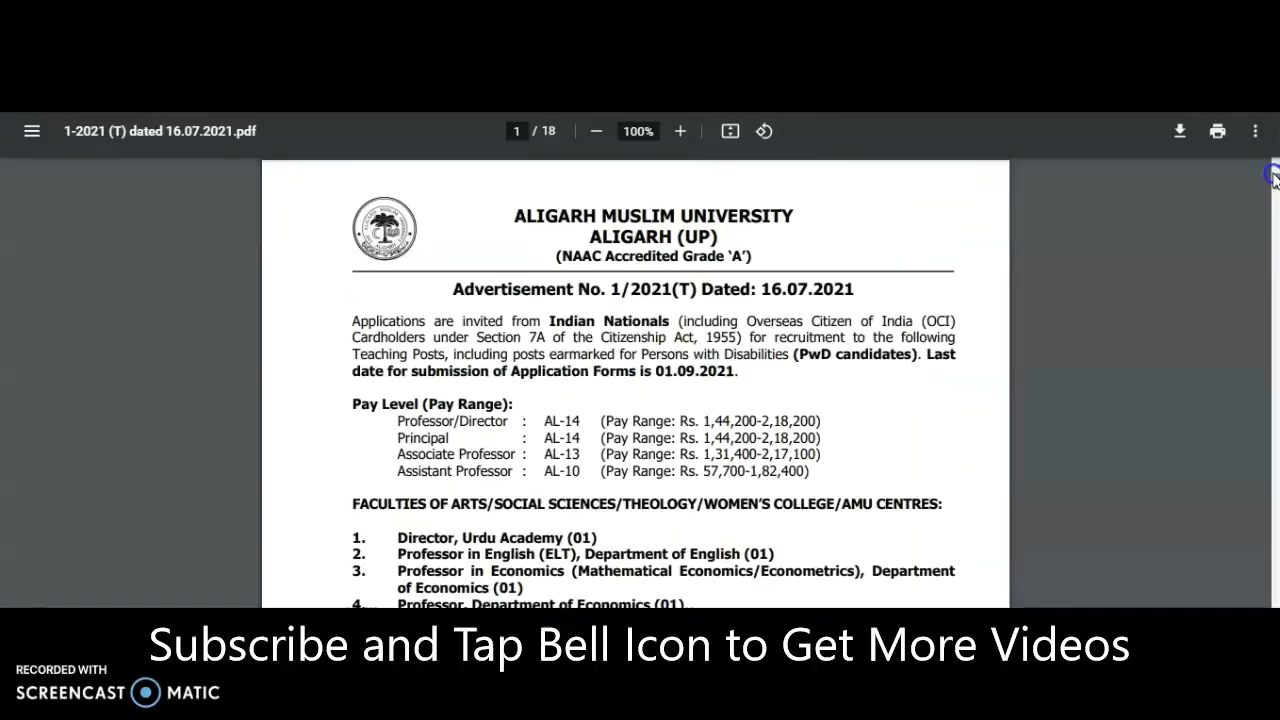 1-2021 (T) dated 16.07.2021.pdf
1 / 18
100%
ALIGARH MUSLIM UNIVERSITY
ALIGARH (UP)
(NAAC Accredited Grade ‘A’)
Advertisement No. 1/2021(T) Dated: 16.07.2021
Applications are invited from Indian Nationals (including Overseas Citizen of India (OCI)
Cardholders under Section 7A of the Citizenship Act, 1955) for recruitment to the following
Teaching Posts, including posts earmarked for Persons with Disabilities (PwD candidates). Last
date for submission of Application Forms is 01.09.2021.
Pay Level (Pay Range):
Professor/Director : AL-14 (Pay Range: Rs. 1,44,200-2,18,200)
Principal : AL-14 (Pay Range: Rs. 1,44,200-2,18,200)
Associate Professor : AL-13 (Pay Range: Rs. 1,31,400-2,17,100)
Assistant Professor : AL-10 (Pay Range: Rs. 57,700-1,82,400)
FACULTIES OF ARTS/SOCIAL SCIENCES/THEOLOGY/WOMEN’S COLLEGE/AMU CENTRES:
1. Director, Urdu Academy (01)
2. Professor in English (ELT), Department of English (01)
3. Professor in Economics (Mathematical Economics/Econometrics), Department
of Economics (01)
4. Professor, Department of Economics (01)
Subscribe and Tap Bell Icon to Get More Videos
RECORDED WITH
SCREENCAST MATIC